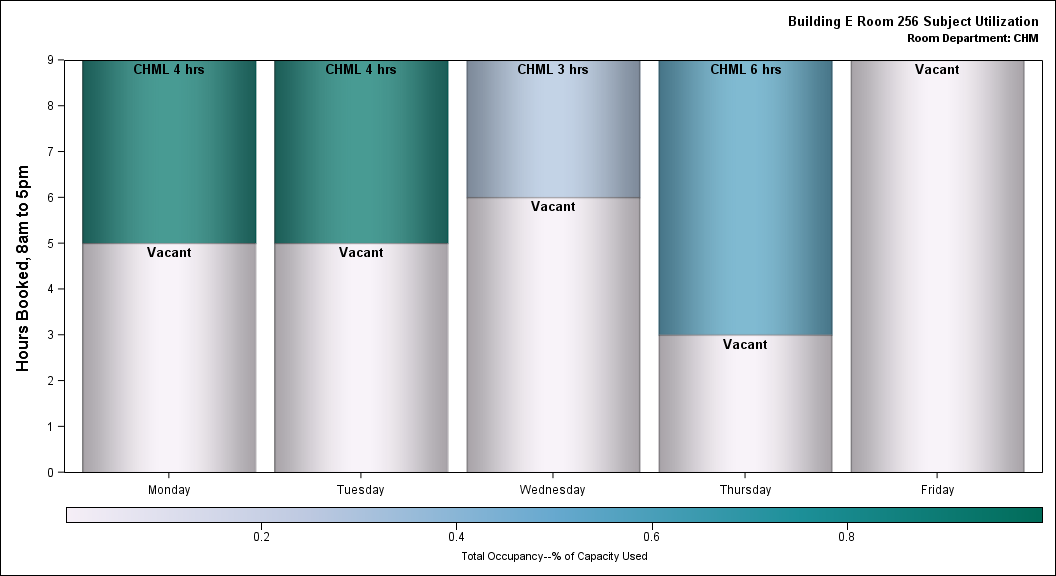 Building E Room 256 Subject Utilization
Room Department: CHM
Hours Booked, 8am to 5pm
9
8
7
6
5
4
3
2
1
0
CHML 4 hrs
Vacant
CHML 4 hrs
Vacant
CHML 3 hrs
Vacant
CHML 6 hrs
Vacant
Vacant
Monday Tuesday Wednesday Thursday Friday
0.2 0.4 0.6 0.8
Total Occupancy--% of Capacity Used